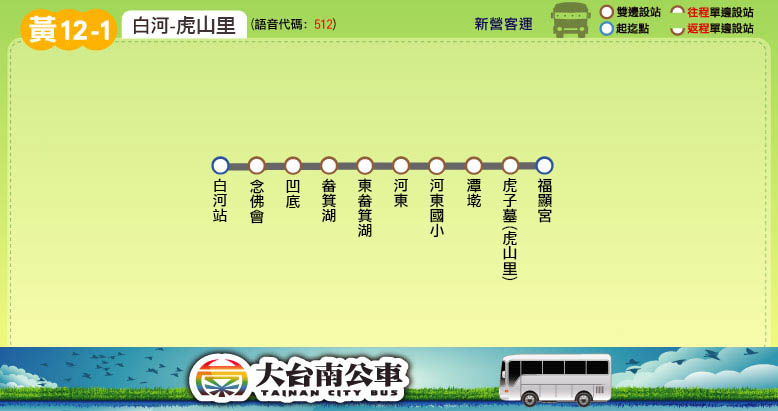 黃12-1
白河-虎山里
(語音代碼: 512)
新營客運
雙邊設站
往程單邊設站
起迄點
返程單邊設站
白河站
念佛會
凹底
畚箕湖
東畚箕湖
河東
河東國小
潭墘
虎子墓(虎山里)
福顯宮
大台南公車
TAINAN CITY BUS